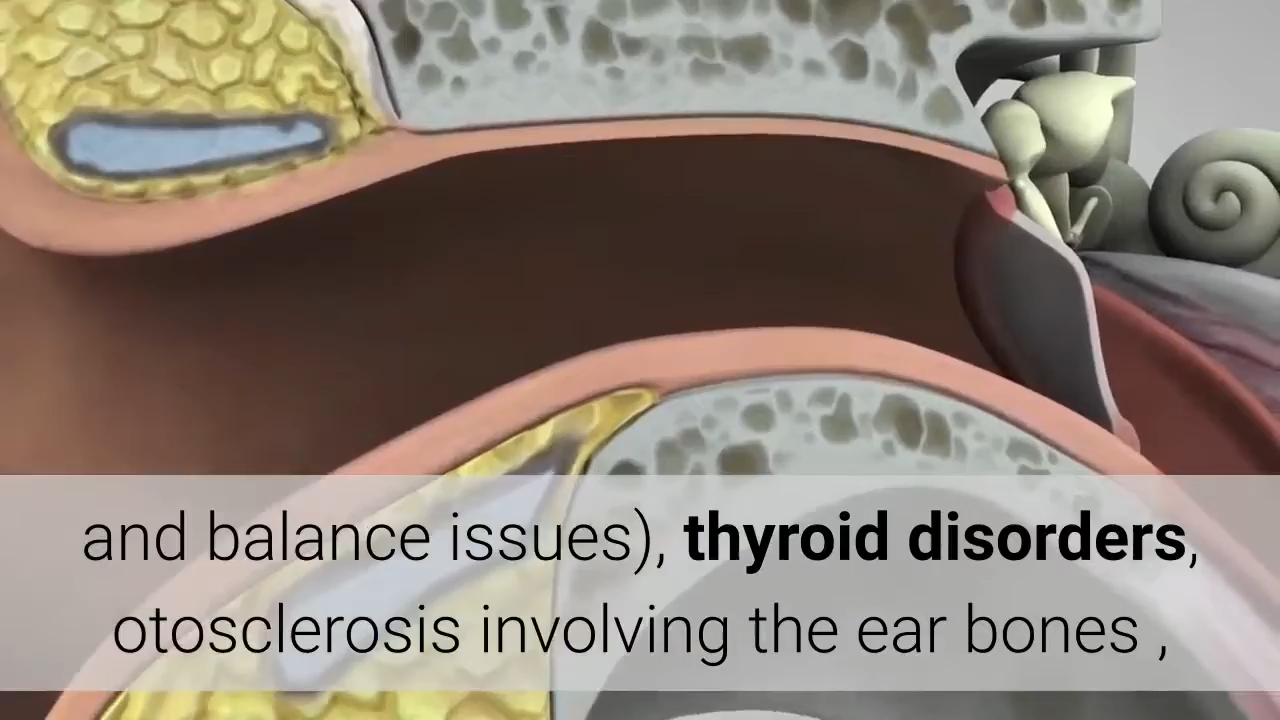 and balance issues), thyroid disorders,
otosclerosis involving the ear bones ,